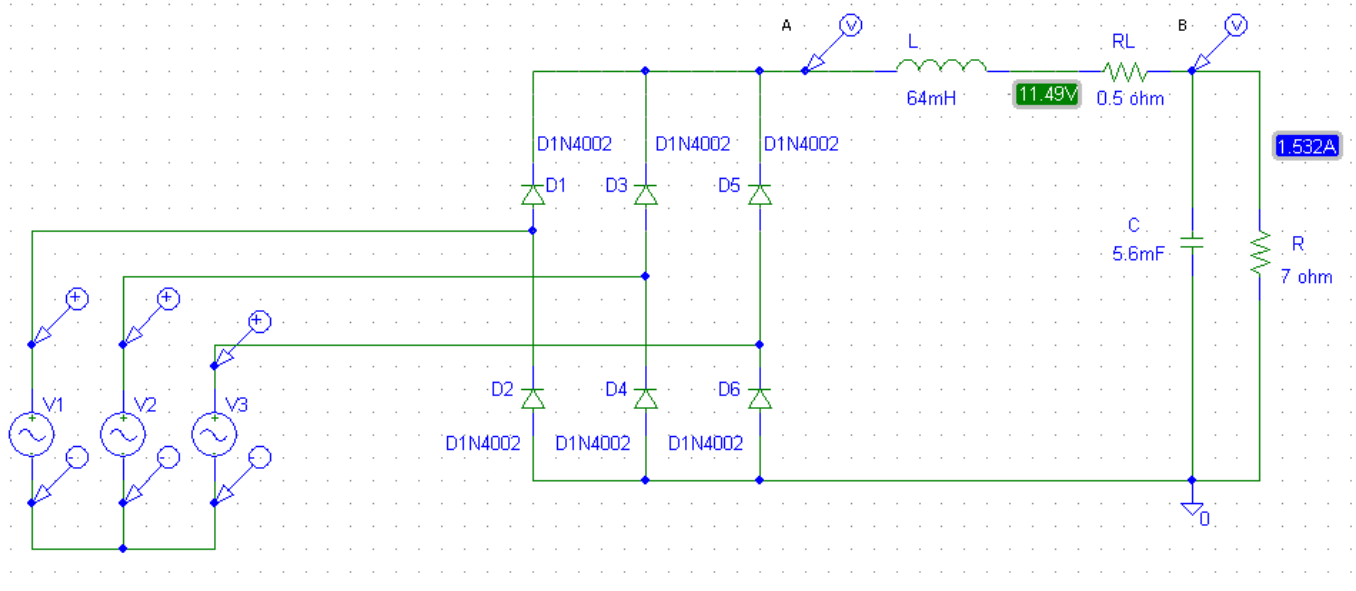 A
V
B
V
L
RL
64mH
11.49V
0.5 ohm
D1N4002
D1N4002
D1N4002
1.532A
D1
D3
D5
C
5.6mF
R
7 ohm
+
+
+
D2
D4
D6
V1
V2
V3
+
+
+
D1N4002
D1N4002
D1N4002
-
-
-
0